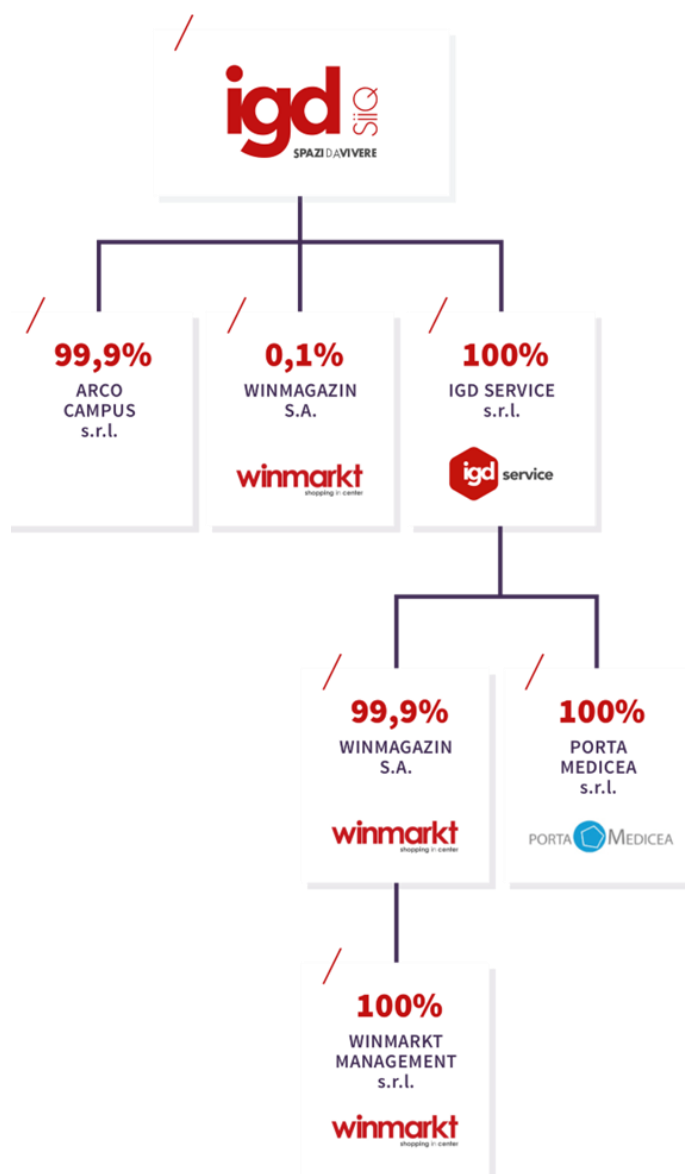 igd SiiQ
SPAZI DA VIVERE
99,9%
ARCO
CAMPUS
s.r.l.
0,1%
WINMAGAZIN
S.A.
winmarkt
shopping in center
100%
IGD SERVICE
s.r.l.
igd service
99,9%
WINMAGAZIN
S.A.
winmarkt
shopping in center
100%
PORTA
MEDICEA
s.r.l.
PORTA MEDICEA
100%
WINMARKT
MANAGEMENT
s.r.l.
winmarkt
shopping in center